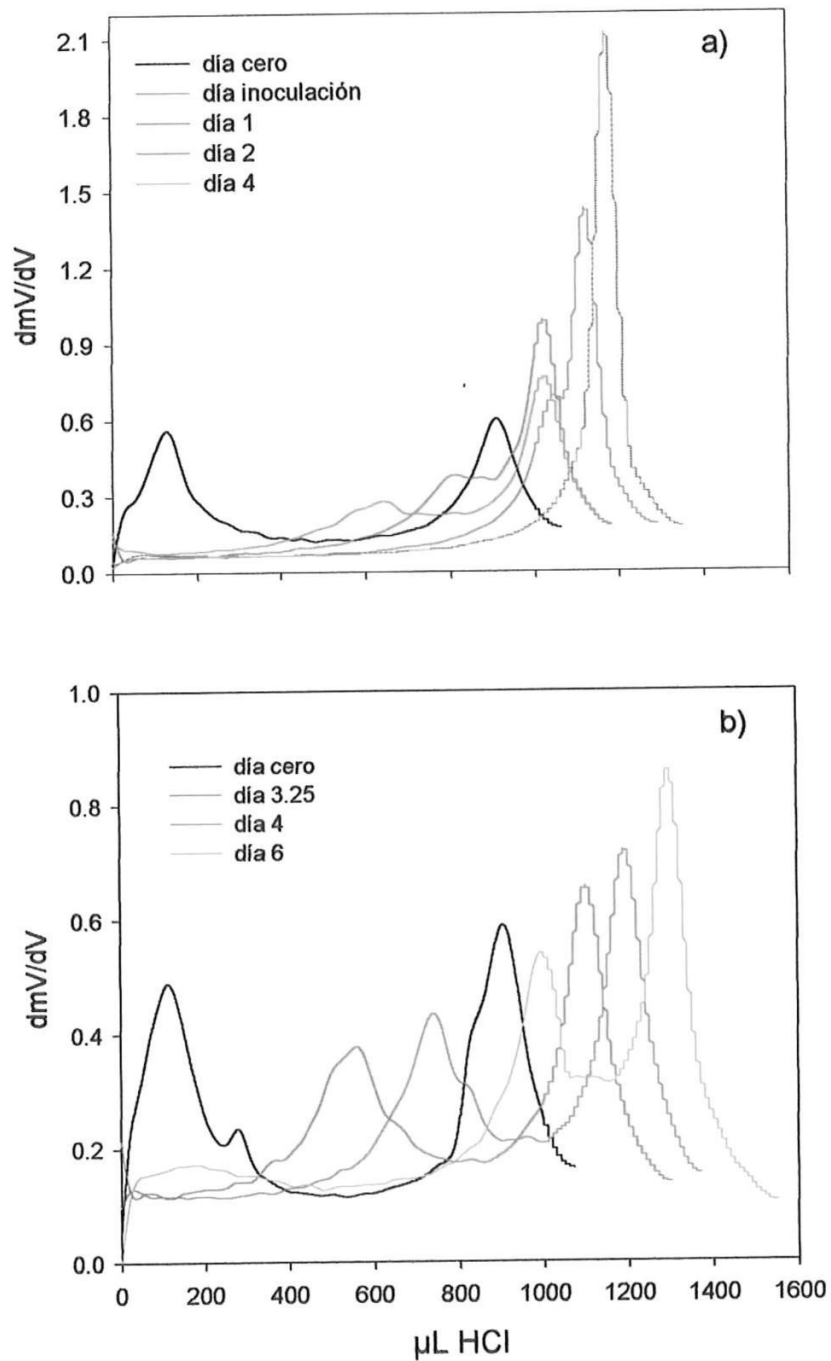 a)
2.1
1.8
1.5
1.2
0.9
0.6
0.3
0.0
dmV/dV
día cero
día inoculación
día 1
día 2
día 4
b)
1.0
0.8
0.6
0.4
0.2
0.0
dmV/dV
día cero
día 3.25
día 4
día 6
0 200 400 600 800 1000 1200 1400 1600
µL HCl